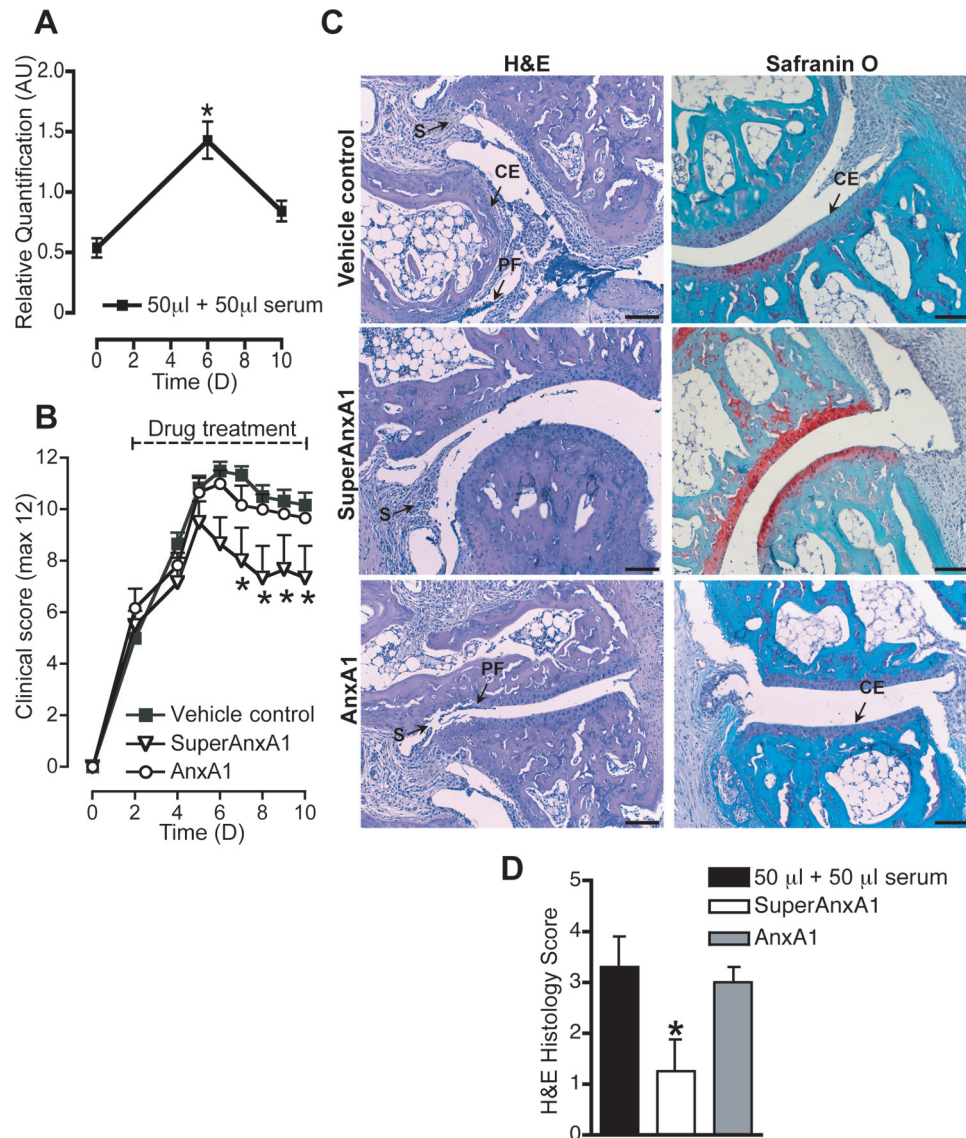 A
Relative Quantification (AU)
2.0
1.5
1.0
0.5
0
*
50μl + 50μl serum
0 2 4 6 8 10
Time (D)
B
Drug treatment
Clinical score (max 12)
12
10
8
6
4
2
0
* * * *
Vehicle control
SuperAnxA1
AnxA1
0 2 4 6 8 10
Time (D)
C
H&E
Safranin O
Vehicle control
S
CE
PF
CE
SuperAnxA1
S
AnxA1
PF
S
CE
D
H&E Histology Score
5
4
3
2
1
0
*
50 μl + 50 μl serum
SuperAnxA1
AnxA1